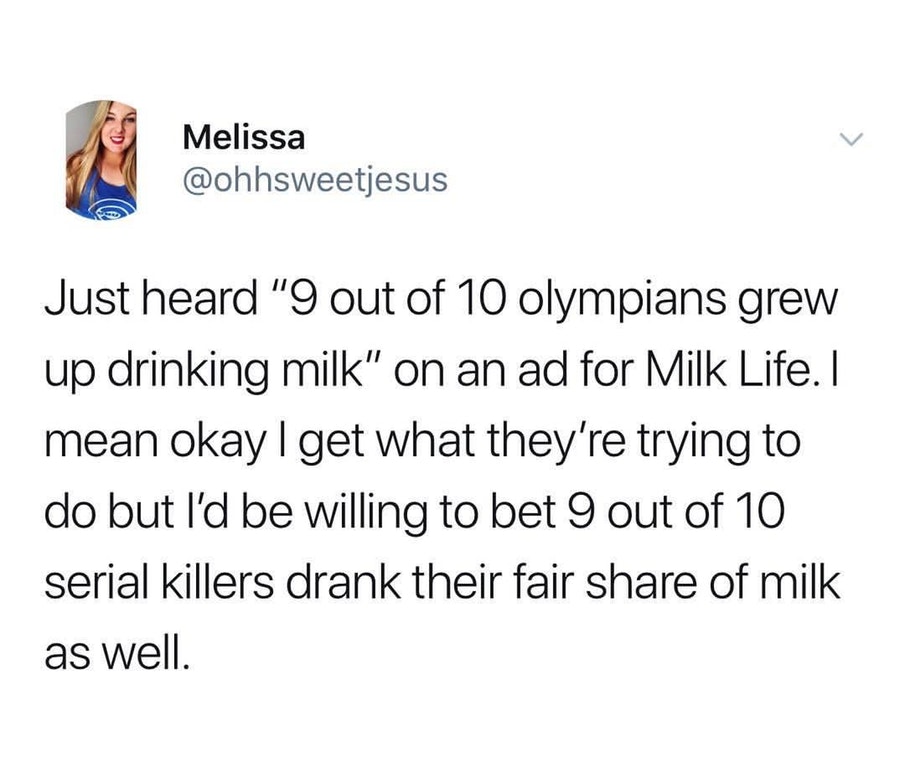 Melissa
@ohhsweetjesus
Just heard "9 out of 10 olympians grew
up drinking milk" on an ad for Milk Life. I
mean okay I get what they're trying to
do but I'd be willing to bet 9 out of 10
serial killers drank their fair share of milk
as well.